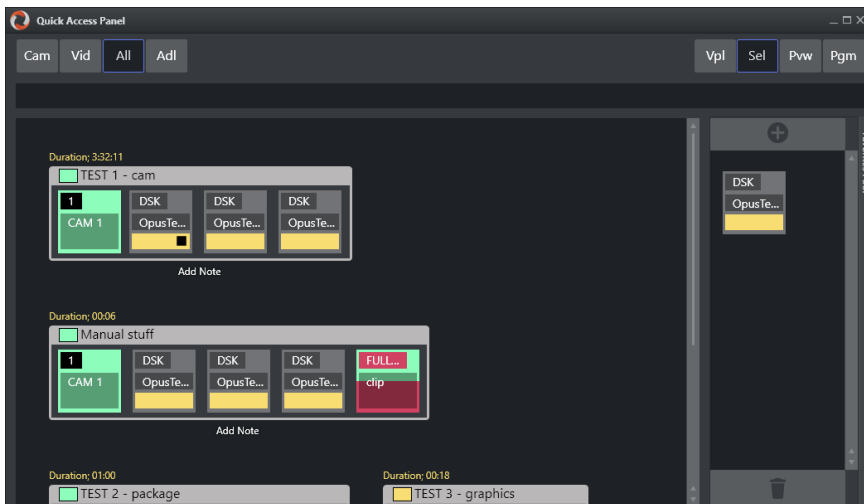 Quick Access Panel
Cam Vid All Adl Vpl Sel Pvw Pgm
Duration; 3:32:11
TEST 1 - cam
1 DSK DSK DSK
CAM 1 OpusTe... OpusTe... OpusTe...
Add Note
DSK
OpusTe...
Duration; 00:06
Manual stuff
1 DSK DSK DSK FULL...
CAM 1 OpusTe... OpusTe... OpusTe... clip
Add Note
Duration; 01:00 Duration; 00:18
TEST 2 - package TEST 3 - graphics